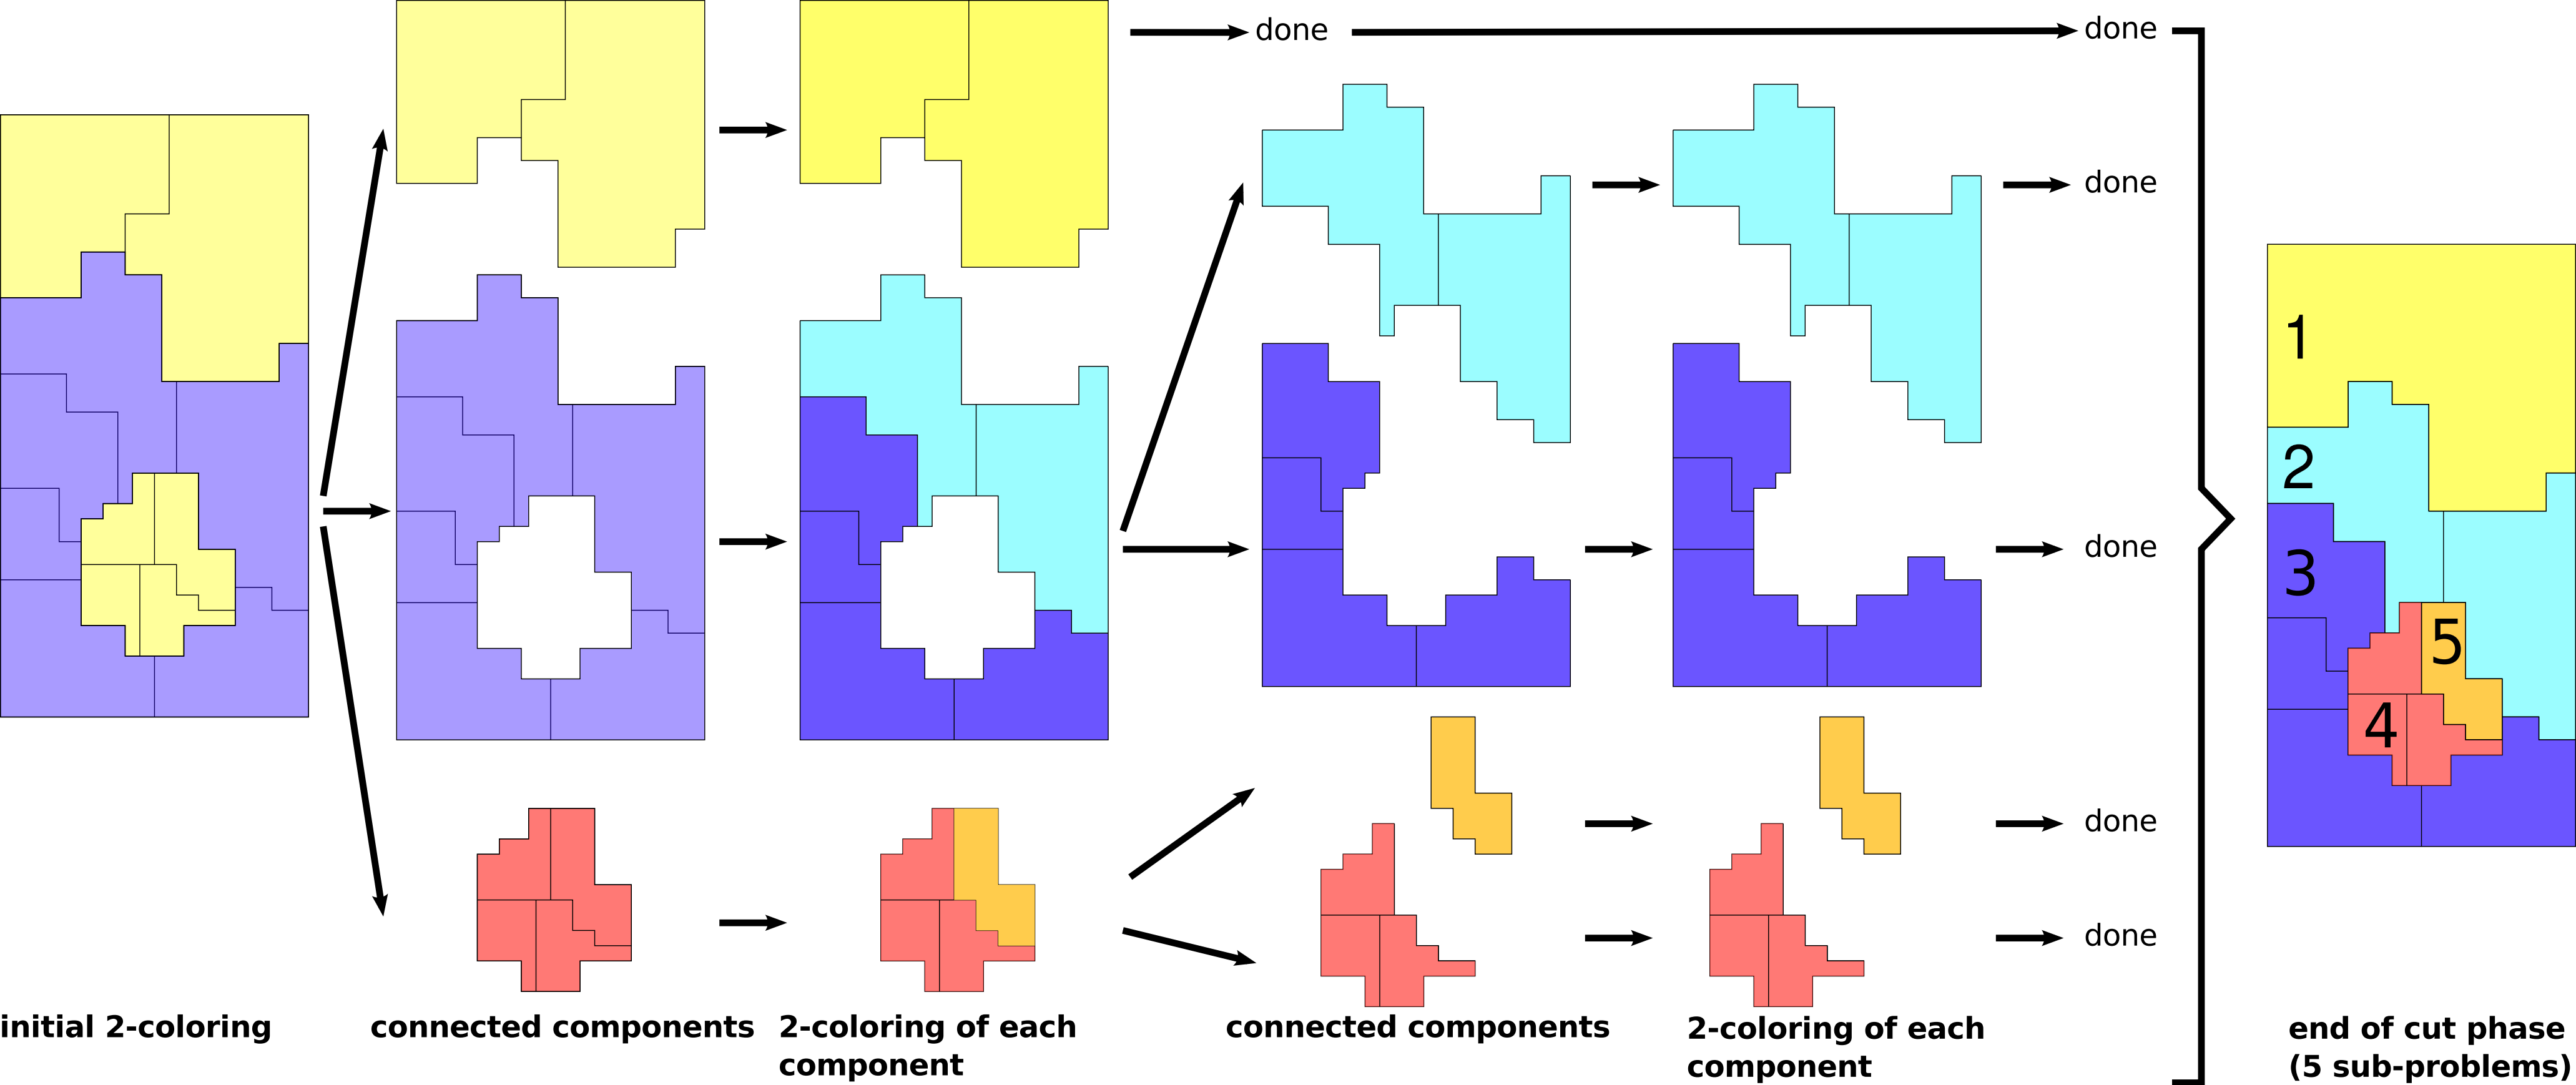 done
done
done
done
done
done
1
2
3
4
5
initial 2-coloring
connected components
2-coloring of each
component
connected components
2-coloring of each
component
end of cut phase
(5 sub-problems)